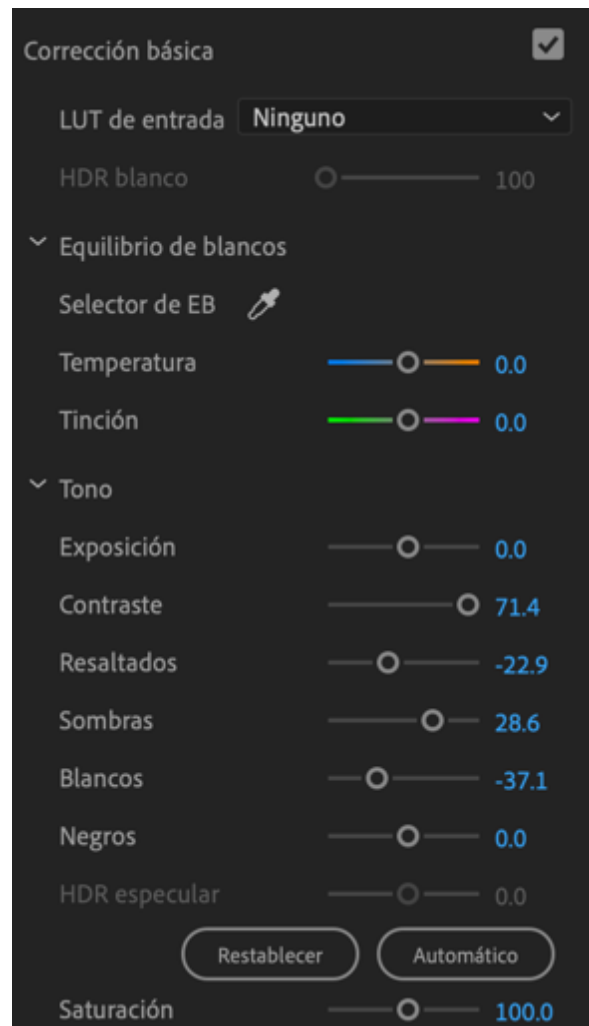 Corrección básica
LUT de entrada Ninguno
HDR blanco 100
Equilibrio de blancos
Selector de EB
Temperatura 0.0
Tinción 0.0
Tono
Exposición 0.0
Contraste 71.4
Resaltados -22.9
Sombras 28.6
Blancos -37.1
Negros 0.0
HDR especular 0.0
Restablecer Automático
Saturación 100.0